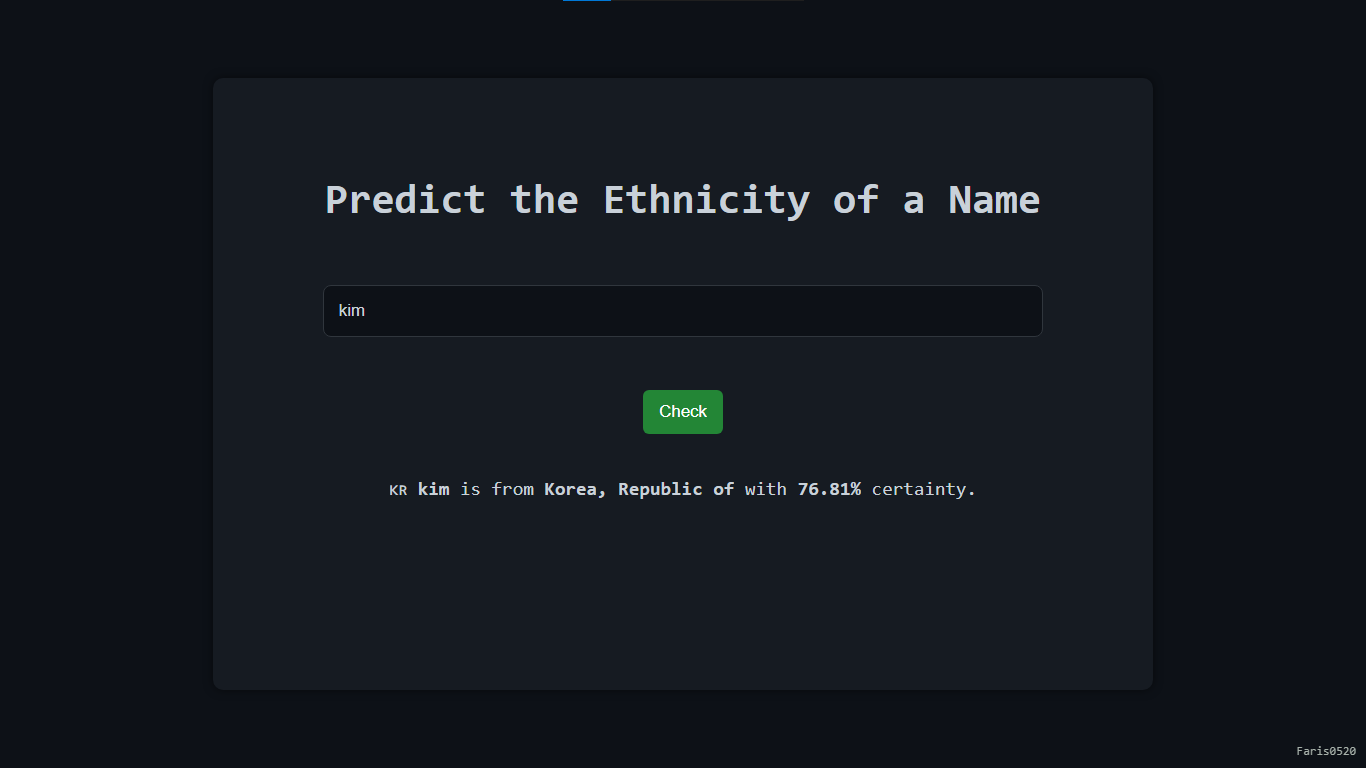 Predict the Ethnicity of a Name
kim
Check
KR kim is from Korea, Republic of with 76.81% certainty.
Faris0520